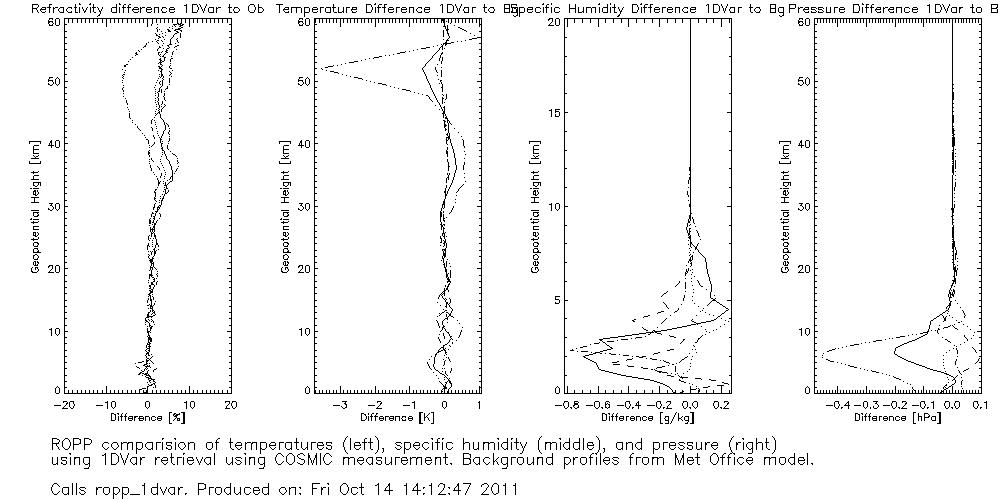 Refractivity Difference 1DVar to Ob
Temperature Difference 1DVar to Bg
Specific Humidity Difference 1DVar to Bg
Pressure Difference 1DVar to B
Geopotential Height [km]
60
50
40
30
20
10
0
-20 -10 0 10 20
Difference [%]
Geopotential Height [km]
60
50
40
30
20
10
0
-3 -2 -1 0 1
Difference [K]
Geopotential Height [km]
20
15
10
5
0
-0.8 -0.6 -0.4 -0.2 0.0 0.2
Difference [g/kg]
Geopotential Height [km]
60
50
40
30
20
10
0
-0.4 -0.3 -0.2 -0.1 0.0 0.1
Difference [hPa]
ROPP comparision of temperatures (left), specific humidity (middle), and pressure (right)
using 1DVar retrieval using COSMIC measurement. Background profiles from Met Office model.
Calls ropp_1dvar. Produced on: Fri Oct 14 14:12:47 2011